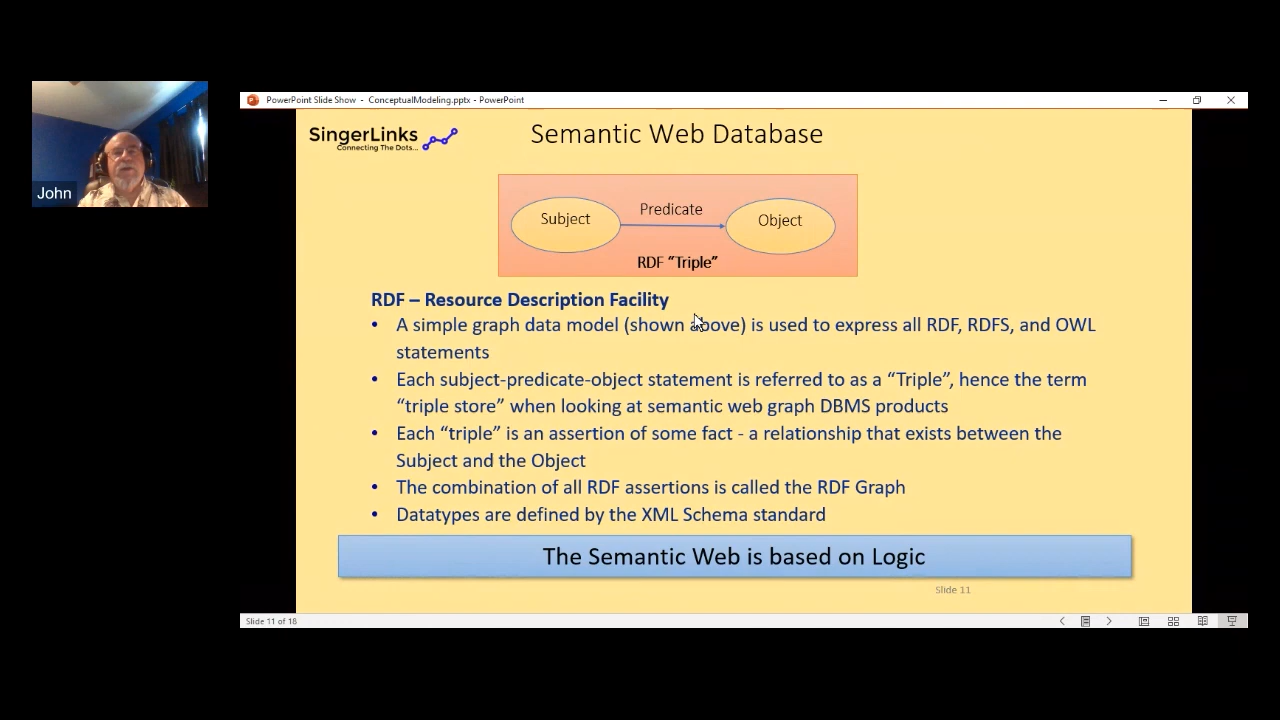 PowerPoint Slide Show - ConceptualModeling.pptx - PowerPoint
SingerLinks
Connecting The Dots...
Semantic Web Database
Subject
Predicate
Object
RDF “Triple”
John
RDF – Resource Description Facility
• A simple graph data model (shown above) is used to express all RDF, RDFS, and OWL
statements
• Each subject-predicate-object statement is referred to as a “Triple”, hence the term
“triple store” when looking at semantic web graph DBMS products
• Each “triple” is an assertion of some fact - a relationship that exists between the
Subject and the Object
• The combination of all RDF assertions is called the RDF Graph
• Datatypes are defined by the XML Schema standard
The Semantic Web is based on Logic
Slide 11
Slide 11 of 18